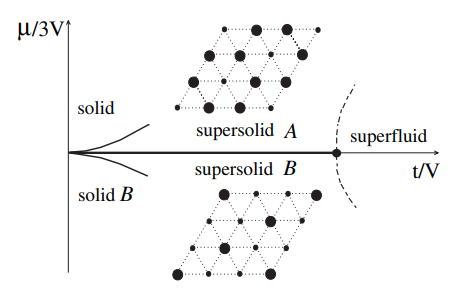 μ/3V
solid
supersolid A
superfluid
supersolid B
t/V
solid B